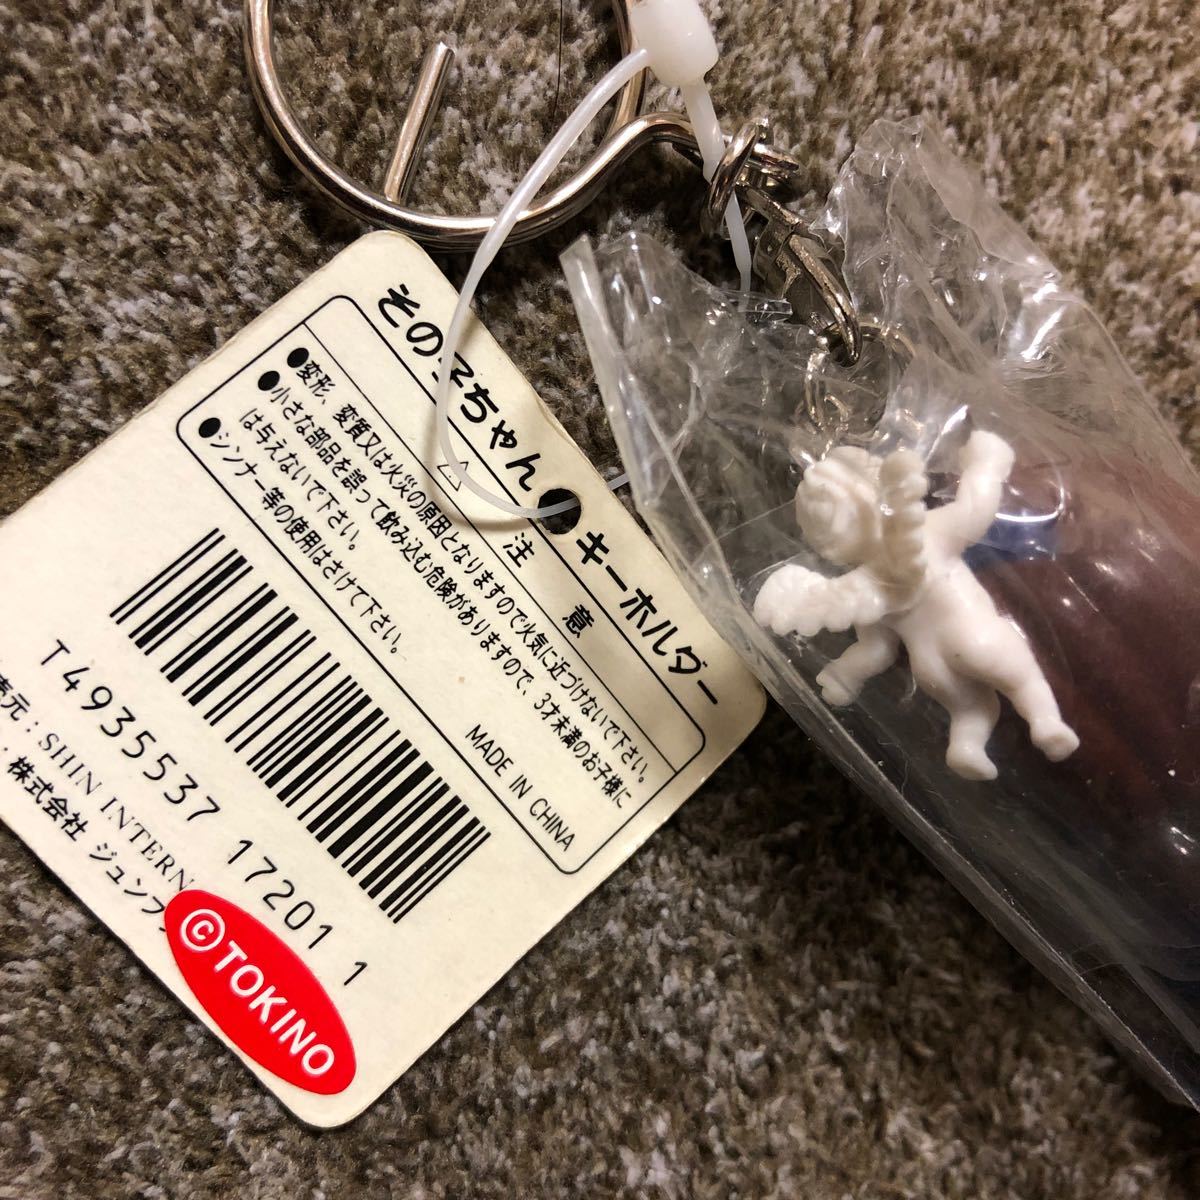 その子ちゃん キーホルダー
注意
●変形、変質又は火災の原因となりますので火気に近づけないで下さい。
●小さな部品を誤って飲み込む危険がありますので、3才未満のお子様に
は与えないで下さい。
●シンナー等の使用はさけて下さい。
MADE IN CHINA
T4935537 17201 1
元：SHIN INTERN
：株式会社 ジュンプ
©TOKINO